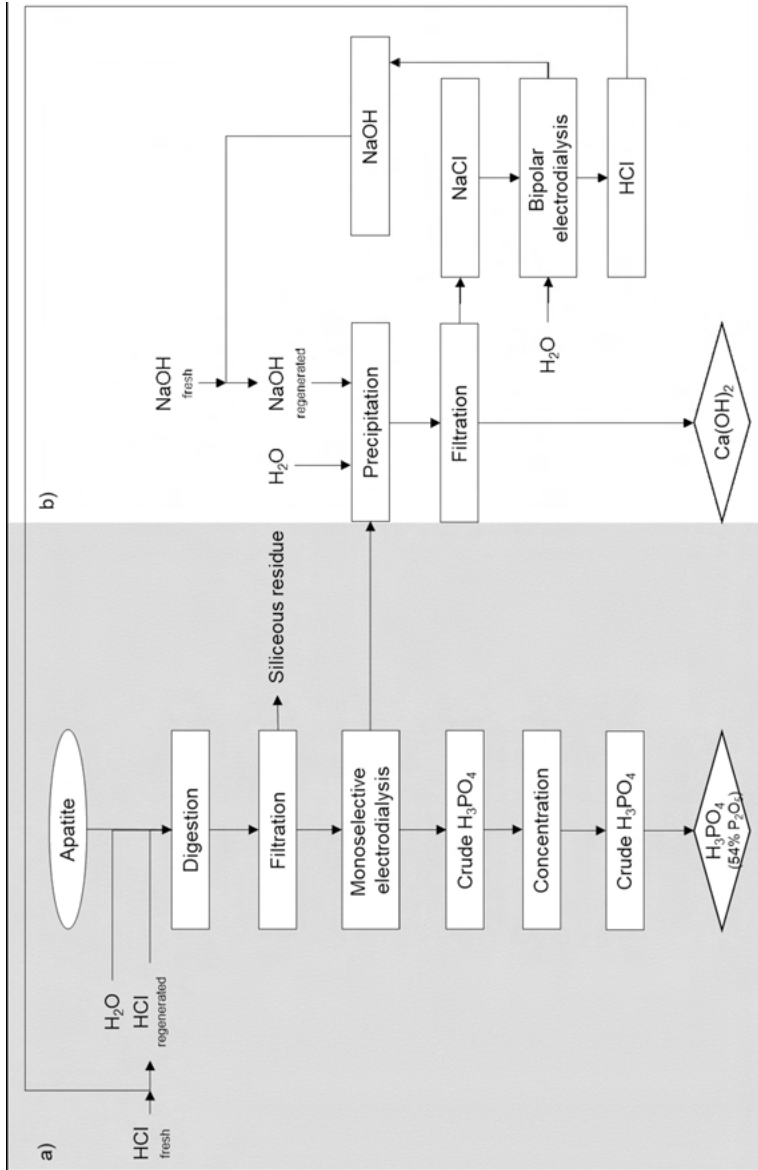 a)
HCl
fresh
H₂O
HCl
regenerated
Apatite
Digestion
Filtration
Siliceous residue
Monoselective
electrodialysis
Crude H₃PO₄
Concentration
Crude H₃PO₄
H₃PO₄
(54% P₂O₅)
b)
NaOH
fresh
H₂O
NaOH
regenerated
Precipitation
Filtration
Ca(OH)₂
NaOH
NaCl
H₂O
Bipolar
electrodialysis
HCl